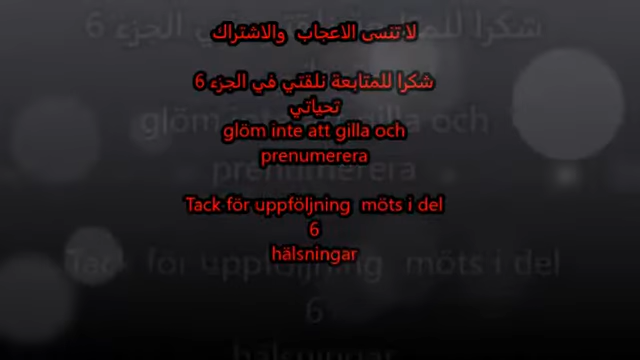 لا تنسى الاعجاب والاشتراك
شكرا للمتابعة نلقتي في الجزء 6
تحياتي
glöm inte att gilla och
prenumerera
Tack för uppföljning möts i del
6
hälsningar